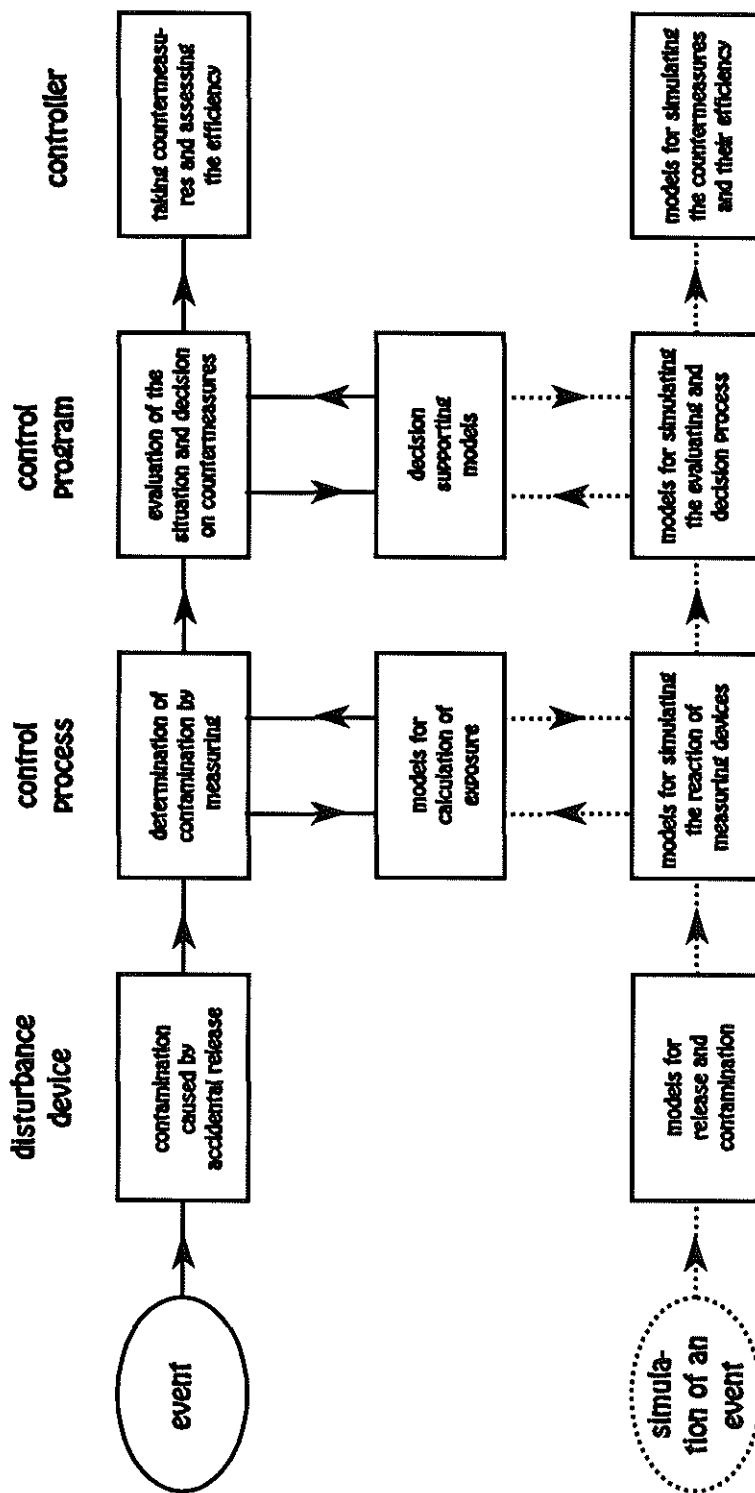 disturbance
device
control
process
control
program
controller
event
contamination
caused by
accidental release
determination of
contamination by
measuring
evaluation of the
situation and decision
on countermeasures
taking countermeasu-
res and assessing
the efficiency
models for
calculation of
exposure
decision
supporting
models
simula-
tion of an
event
models for
release and
contamination
models for simulating
the reaction of
measuring devices
models for simulating
the evaluating and
decision process
models for simulating
the countermeasures
and their efficiency